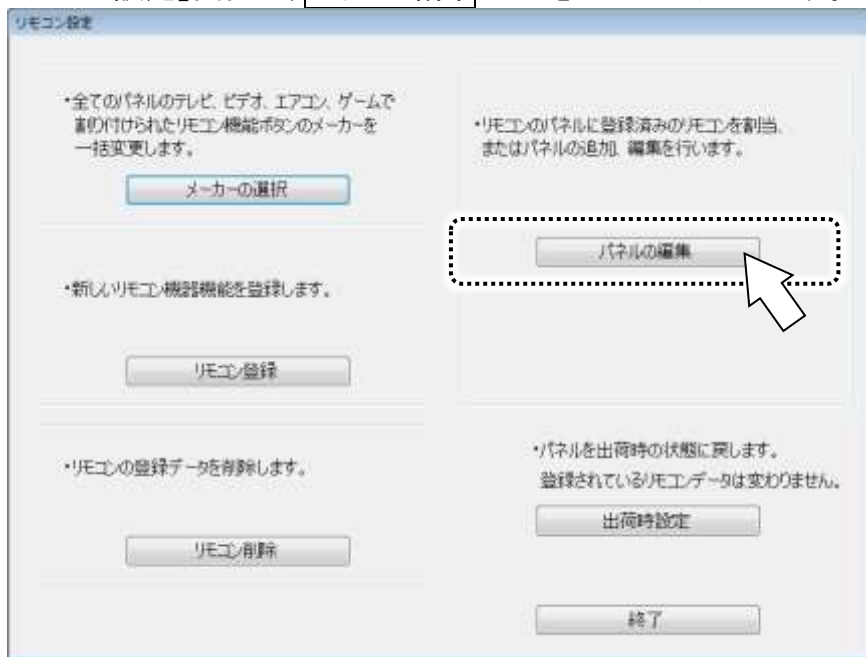 リモコン設定
・全てのパネルのテレビ、ビデオ、エアコン、ゲームで
割り付けられたリモコン機能ボタンのメーカーを
一括変更します。
メーカーの選択
・新しいリモコン機器機能を登録します。
リモコン登録
・リモコンの登録データを削除します。
リモコン削除
・リモコンのパネルに登録済みのリモコンを割当、
またはパネルの追加、編集を行います。
パネルの編集
・パネルを出荷時の状態に戻します。
登録されているリモコンデータは変わりません。
出荷時設定
終了